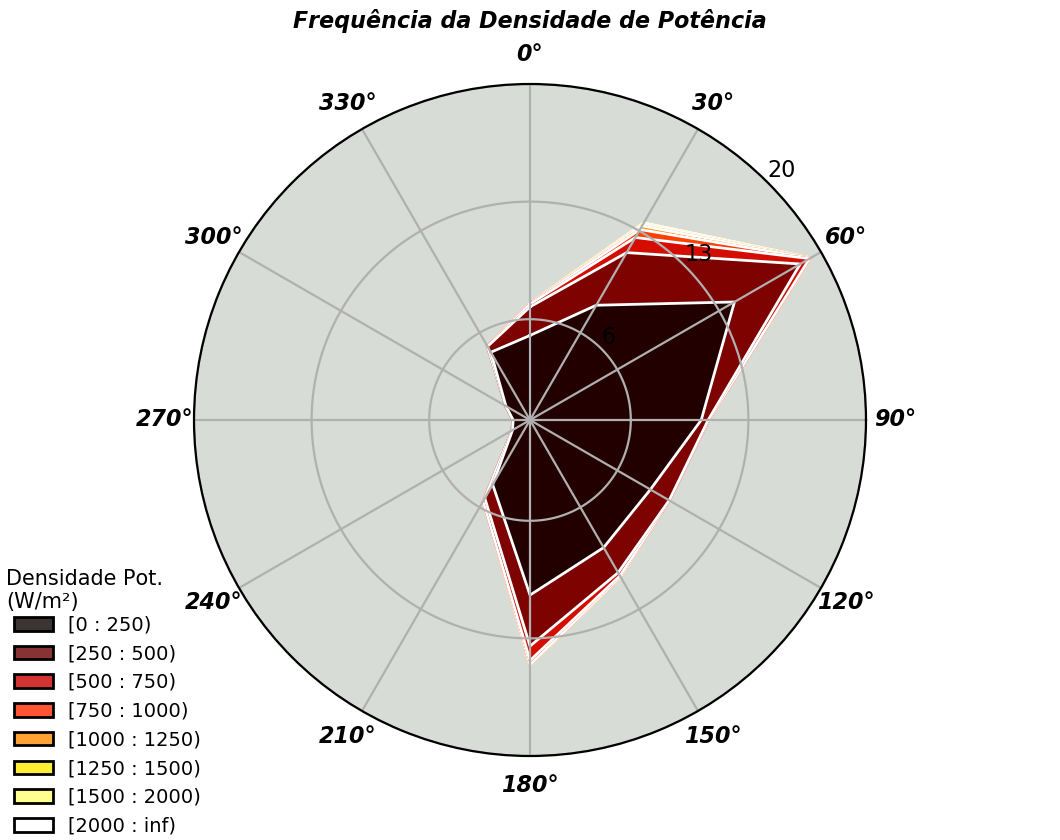 Frequência da Densidade de Potência
0°
330°
30°
20
300°
60°
13
6
270°
90°
240°
120°
210°
150°
180°
Densidade Pot.
(W/m²)
[0 : 250)
[250 : 500)
[500 : 750)
[750 : 1000)
[1000 : 1250)
[1250 : 1500)
[1500 : 2000)
[2000 : inf)